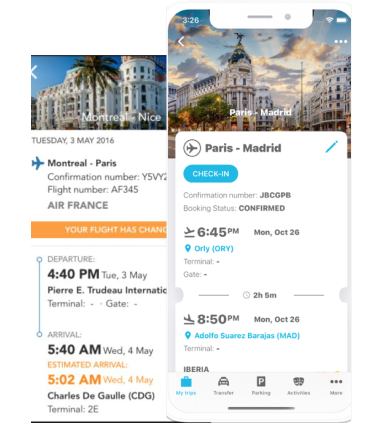 Montreal - Nice
TUESDAY, 3 MAY 2016
Montreal - Paris
Confirmation number:
Flight number: AF345
AIR FRANCE
YOUR FLIGHT HAS
DEPARTURE:
4:40 PM Tue, 3 May
Pierre E. Trudeau
Terminal: - · Gate: -
ARRIVAL:
5:40 AM Wed, 4 May
ESTIMATED ARRIVAL:
5:02 AM Wed, 4 May
Charles De Gaulle (CDG)
Terminal: 2E
3:26
Paris - Madrid
Paris - Madrid
CHECK-IN
Confirmation number: JBCGPB
Booking Status: CONFIRMED
6:45PM Mon, Oct 26
Orly (ORY)
Terminal: -
Gate: -
2h 5m
8:50PM Mon, Oct 26
Adolfo Suarez Barajas (MAD)
Terminal: -
IBERIA
My trips Transfer Parking Activities More